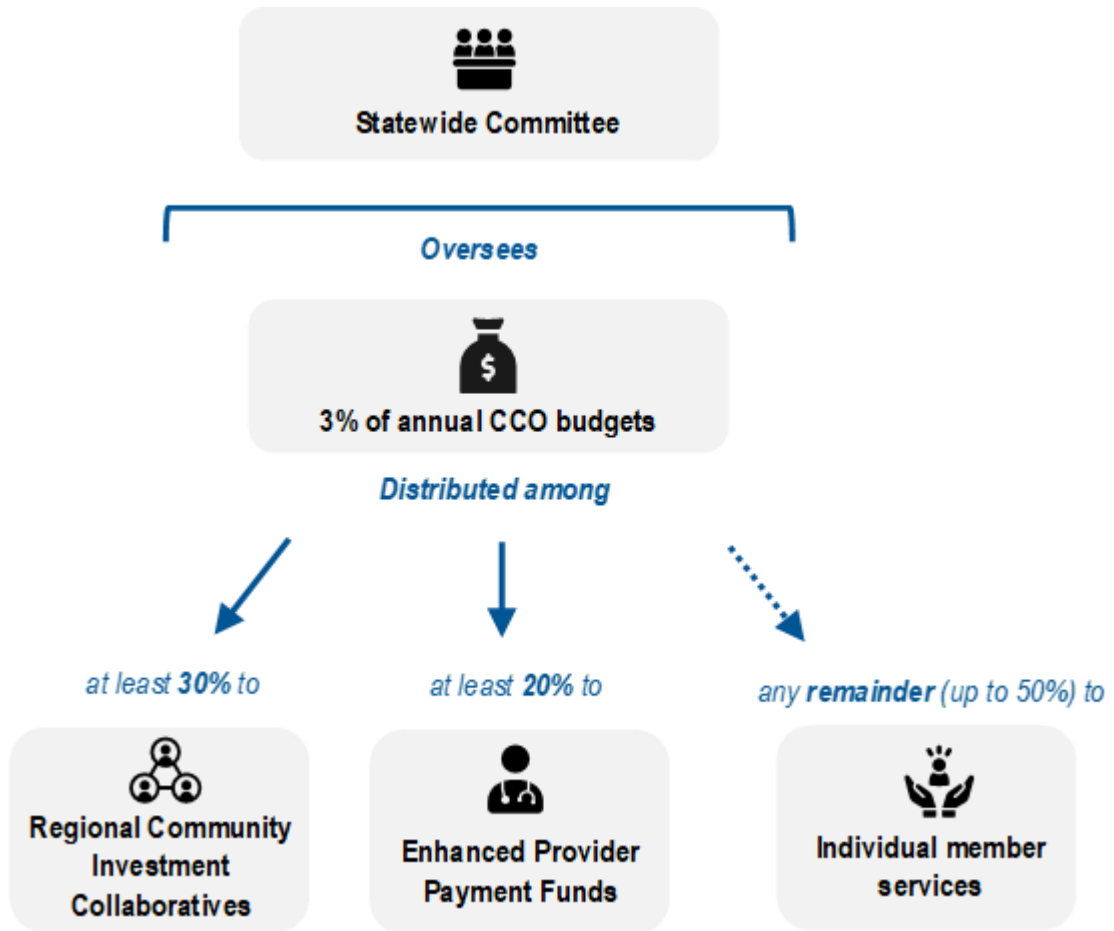 Statewide Committee
Oversees
$
3% of annual CCO budgets
Distributed among
at least 30% to
at least 20% to
any remainder (up to 50%) to
Regional Community
Investment
Collaboratives
Enhanced Provider
Payment Funds
Individual member
services